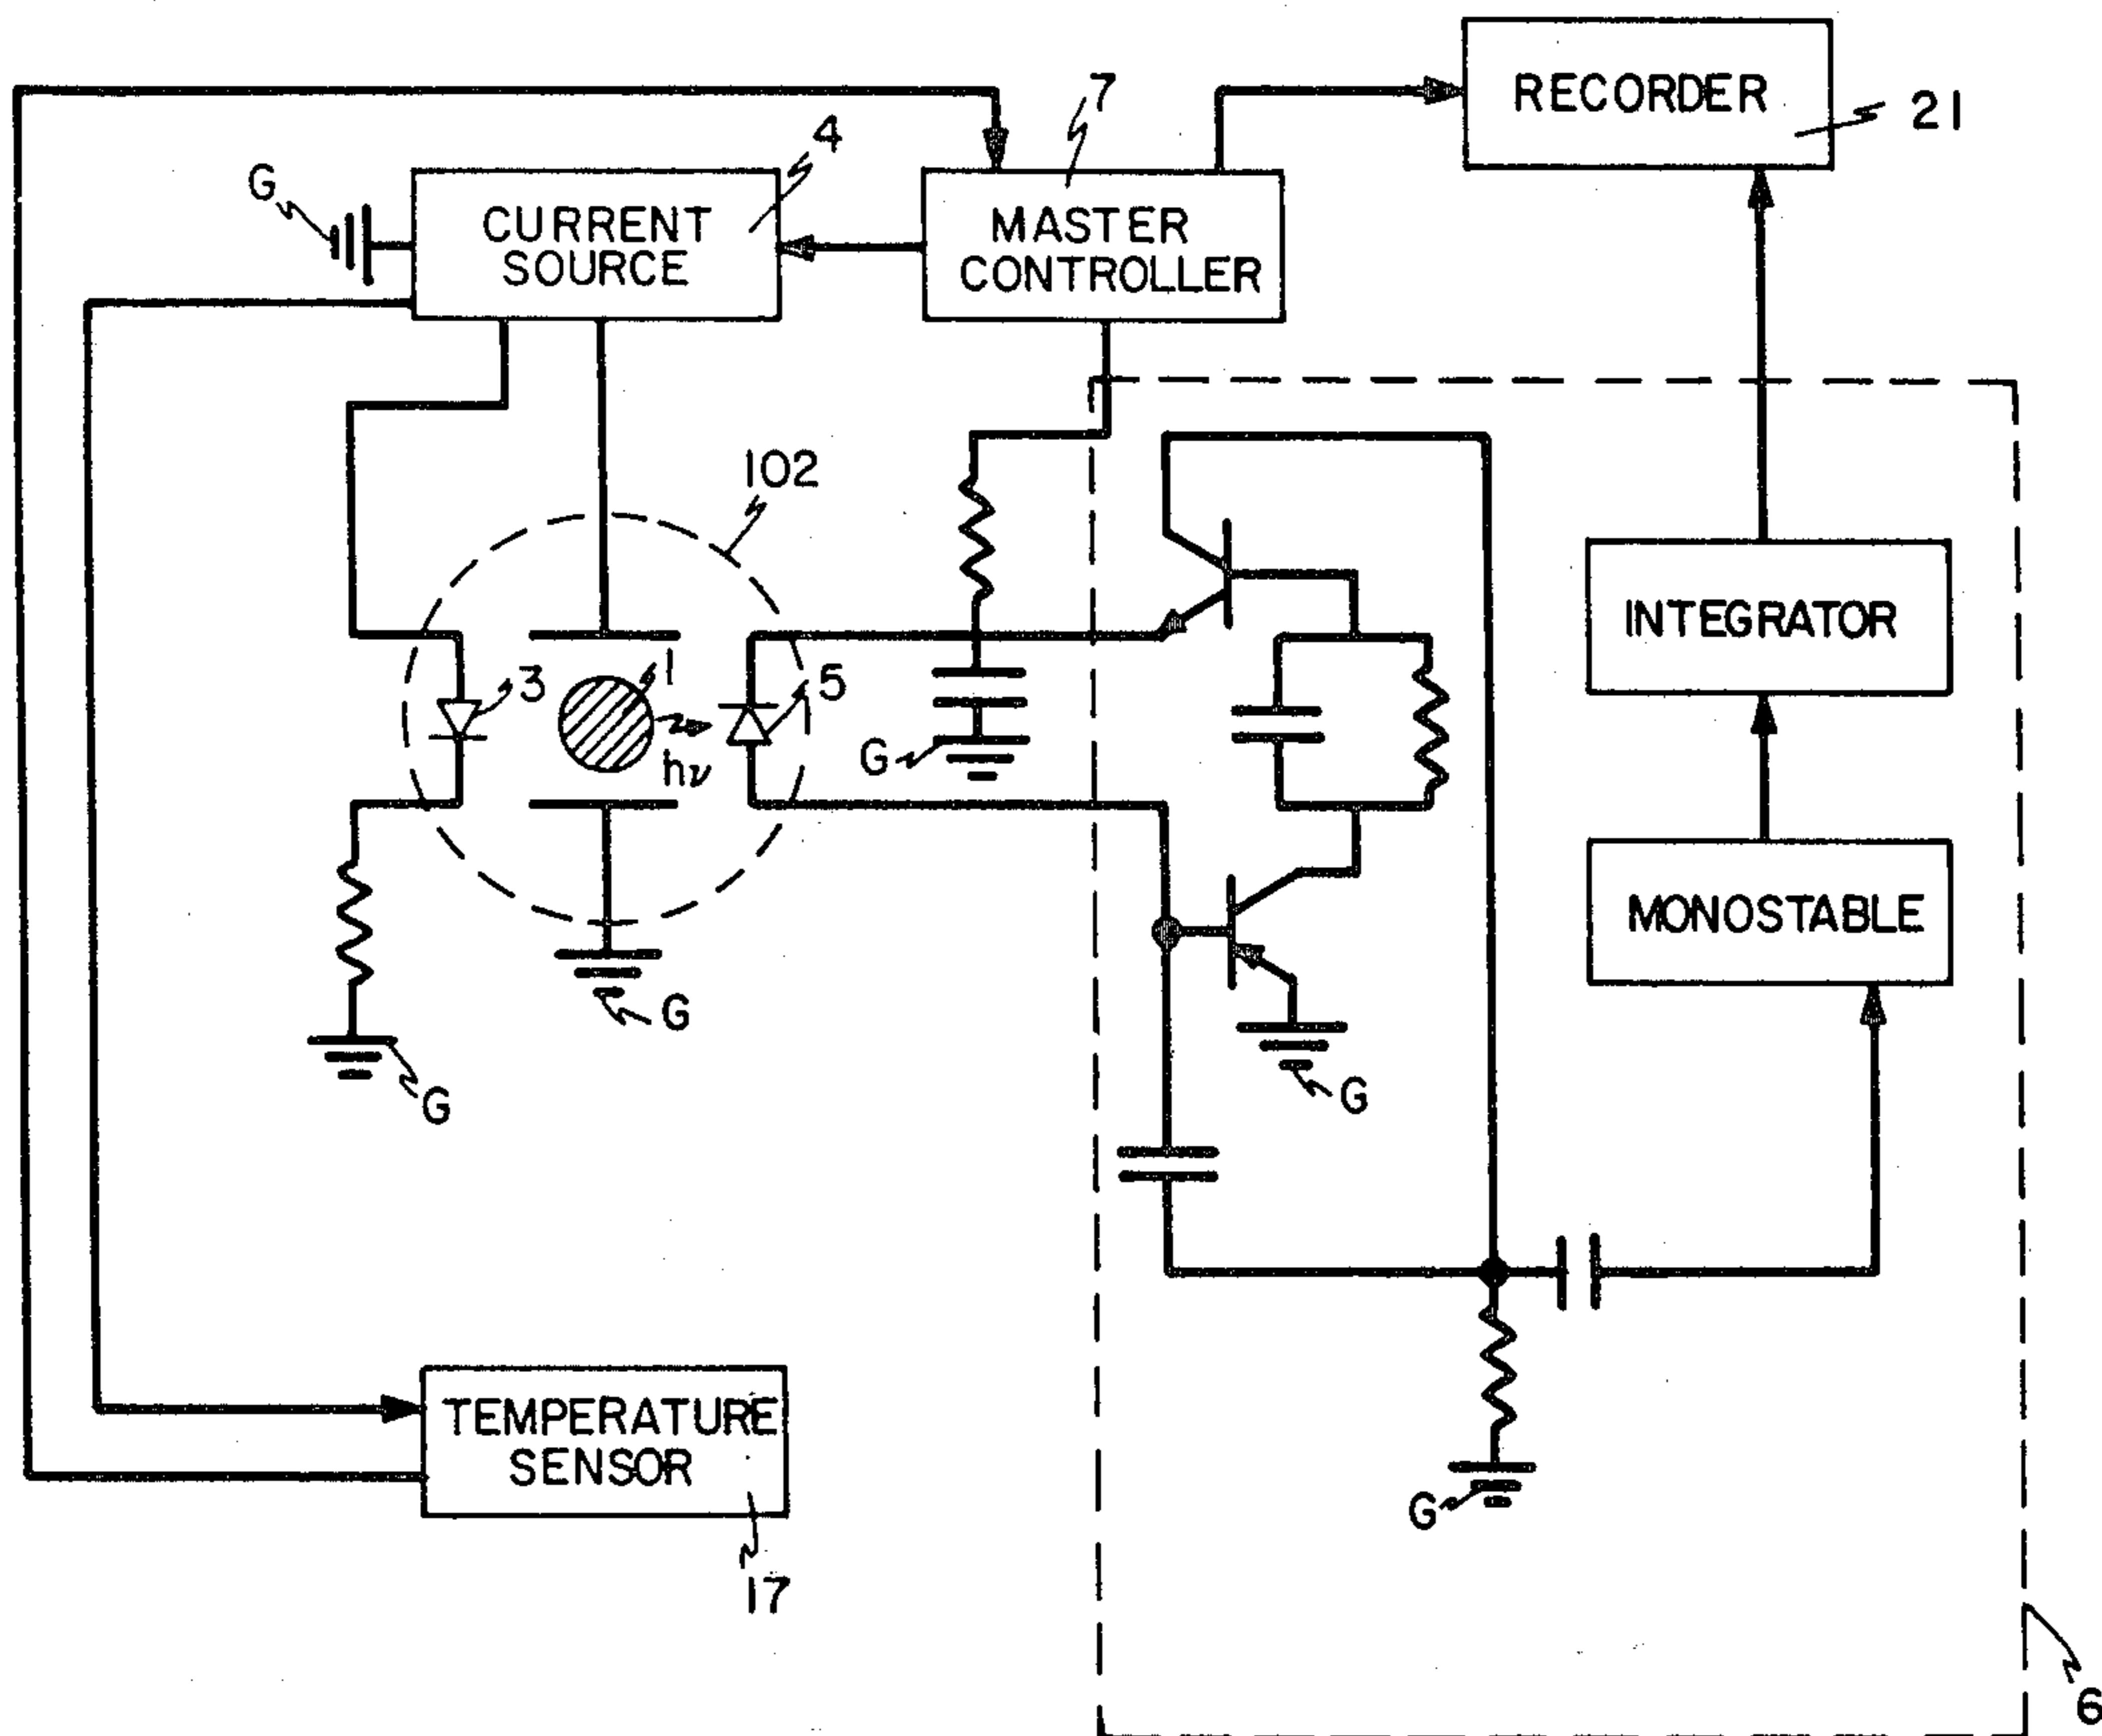 RECORDER
21
7
4
G
CURRENT
SOURCE
MASTER
CONTROLLER
102
3
1
5
hν
G
INTEGRATOR
MONOSTABLE
G
G
G
TEMPERATURE
SENSOR
G
17
6